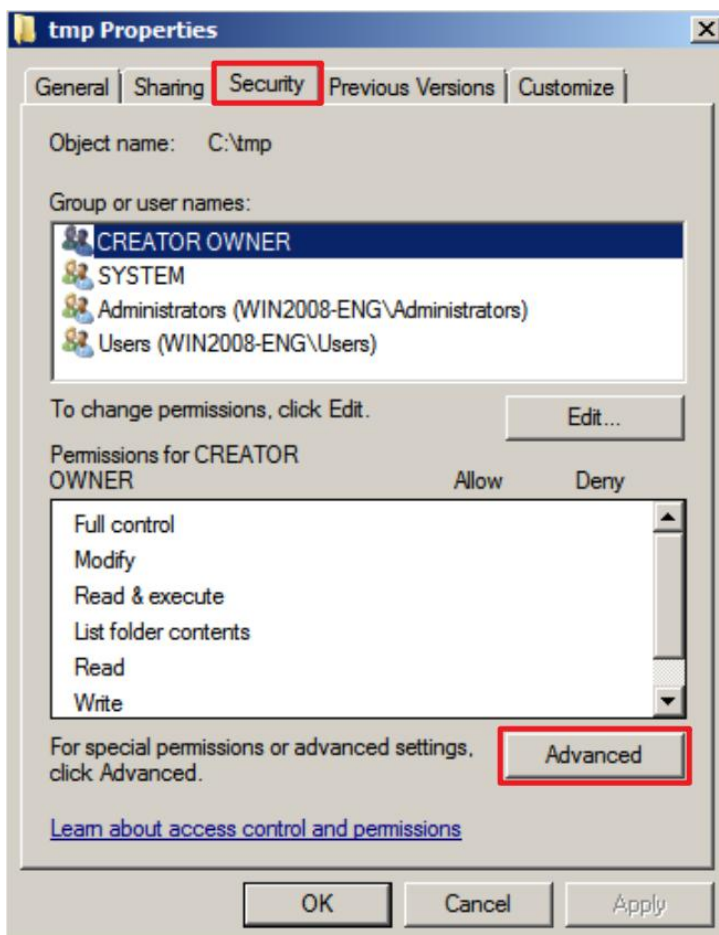 tmp Properties
General Sharing Security Previous Versions Customize
Object name: C:\tmp
Group or user names:
CREATOR OWNER
SYSTEM
Administrators (WIN2008-ENG\Administrators)
Users (WIN2008-ENG\Users)
To change permissions, click Edit.
Edit...
Permissions for CREATOR
OWNER Allow Deny
Full control
Modify
Read & execute
List folder contents
Read
Write
For special permissions or advanced settings,
click Advanced.
Advanced
Learn about access control and permissions
OK Cancel Apply